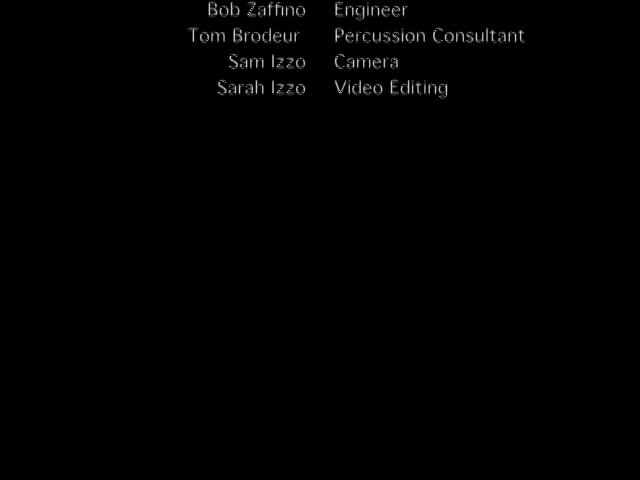 Bob Zaffino Engineer
Tom Brodeur Percussion Consultant
Sam Izzo Camera
Sarah Izzo Video Editing